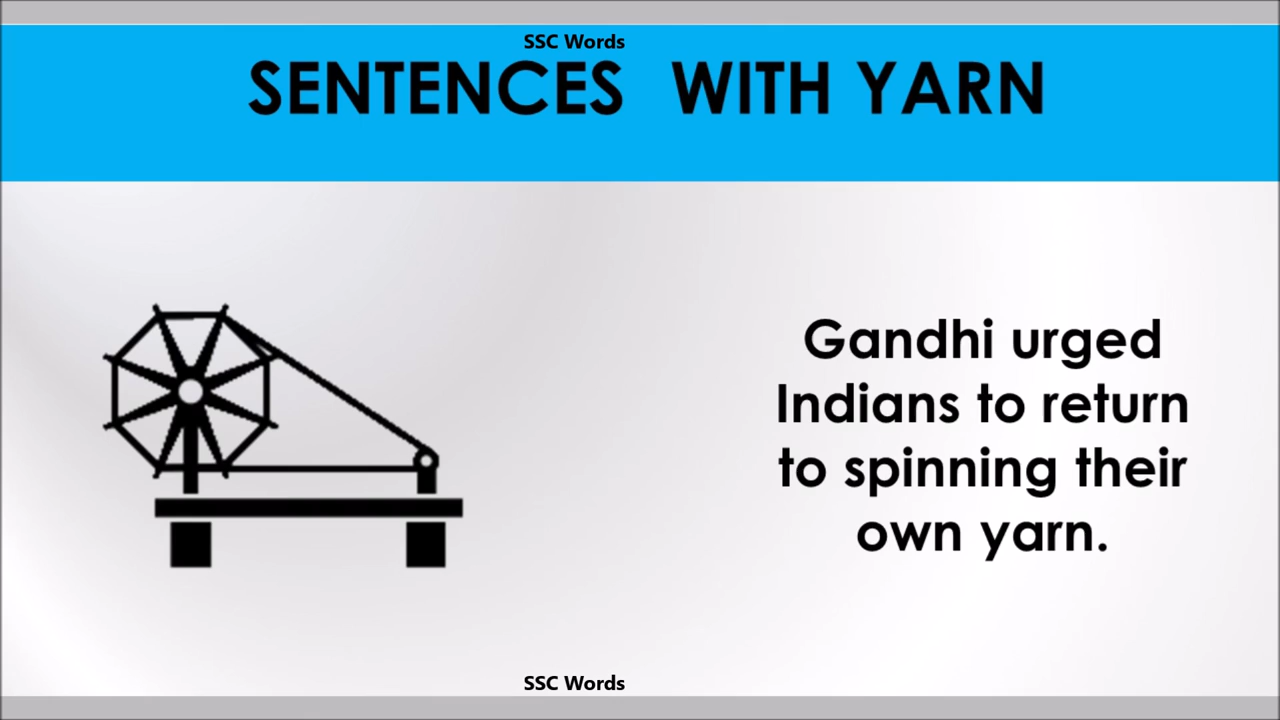 SSC Words
SENTENCES WITH YARN
Gandhi urged
Indians to return
to spinning their
own yarn.
SSC Words